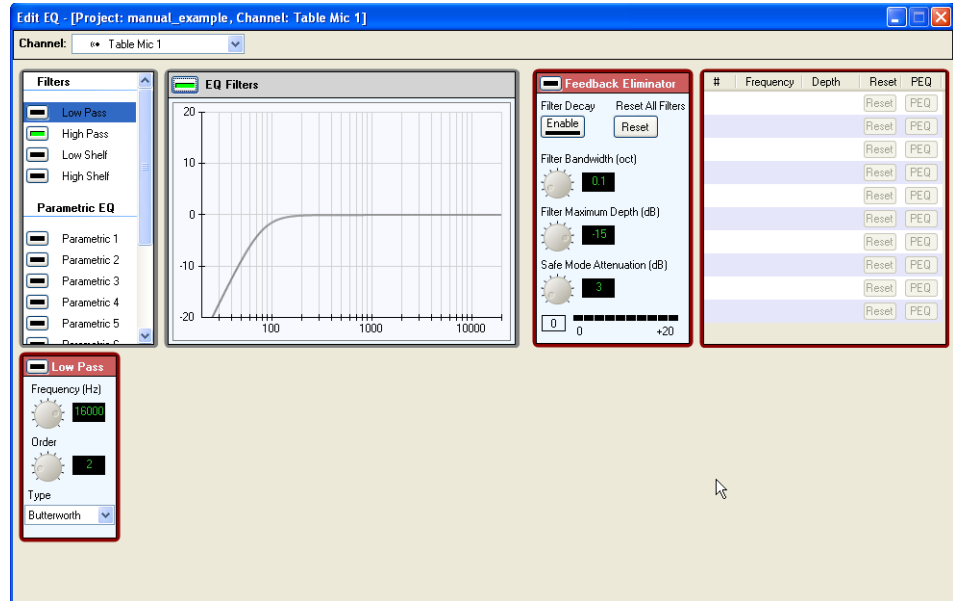 Edit EQ - [Project: manual_example, Channel: Table Mic 1]
Channel: Table Mic 1
Filters
Low Pass
High Pass
Low Shelf
High Shelf
Parametric EQ
Parametric 1
Parametric 2
Parametric 3
Parametric 4
Parametric 5
EQ Filters
20
10
0
-10
-20
100 1000 10000
Feedback Eliminator
Filter Decay Reset All Filters
Enable Reset
Filter Bandwidth (oct)
0.1
Filter Maximum Depth (dB)
-15
Safe Mode Attenuation (dB)
3
0 0 +20
# Frequency Depth Reset PEQ
Reset PEQ
Reset PEQ
Reset PEQ
Reset PEQ
Reset PEQ
Reset PEQ
Reset PEQ
Reset PEQ
Reset PEQ
Reset PEQ
Low Pass
Frequency (Hz)
16000
Order
2
Type
Butterworth